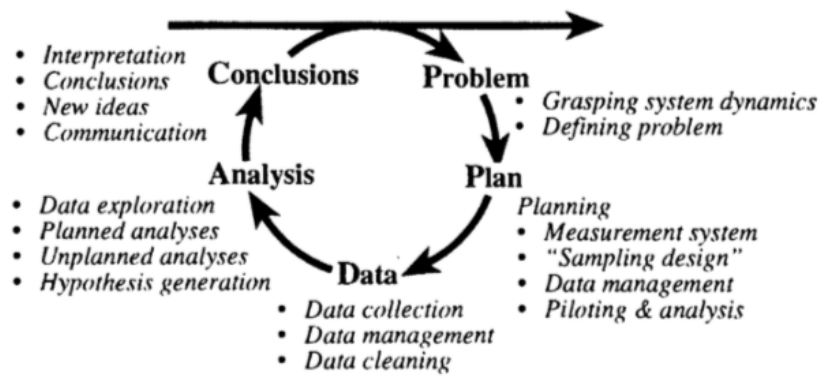 Conclusions
• Interpretation
• Conclusions
• New ideas
• Communication
Problem
• Grasping system dynamics
• Defining problem
Plan
Planning
• Measurement system
• “Sampling design”
• Data management
• Piloting & analysis
Data
• Data collection
• Data management
• Data cleaning
Analysis
• Data exploration
• Planned analyses
• Unplanned analyses
• Hypothesis generation